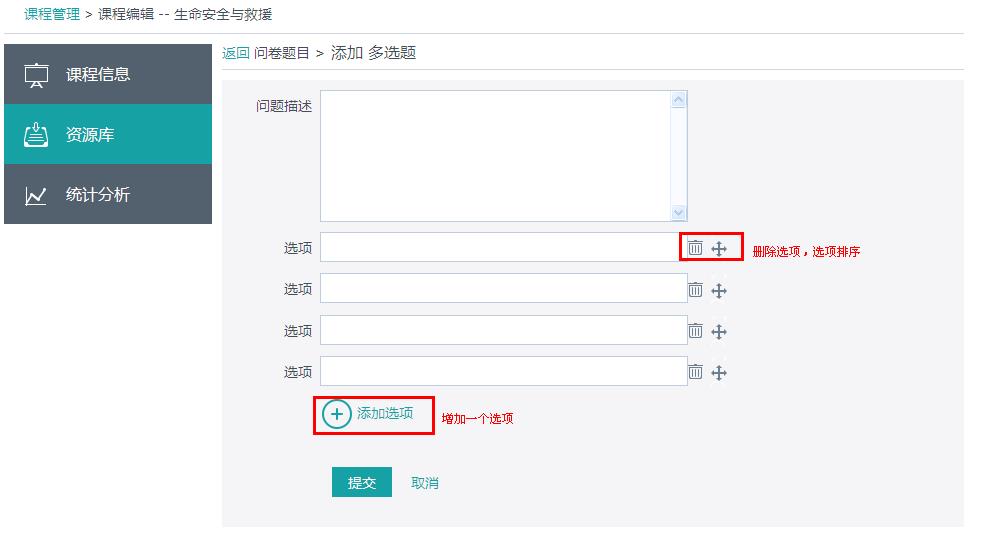 课程管理 > 课程编辑 -- 生命安全与救援
课程信息
资源库
统计分析
返回 问卷题目 > 添加 多选题
问题描述
选项
删除选项，选项排序
选项
选项
选项
添加选项
增加一个选项
提交 取消